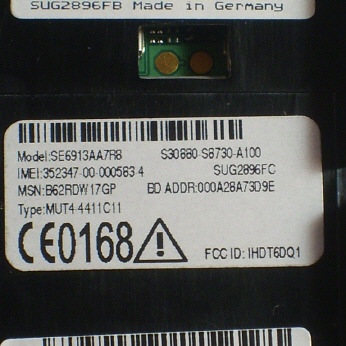 SUG2896FB Made in Germany
Model:SE6913AA7R8 S30880-S8730-A100
IMEI:352347-00-000583-4 SUG2896FC
MSN:B62RDW17GP BD ADDR:000A28A73D9E
Type:MUT4-4411C11
CE0168
FCC ID: IHDT6DQ1